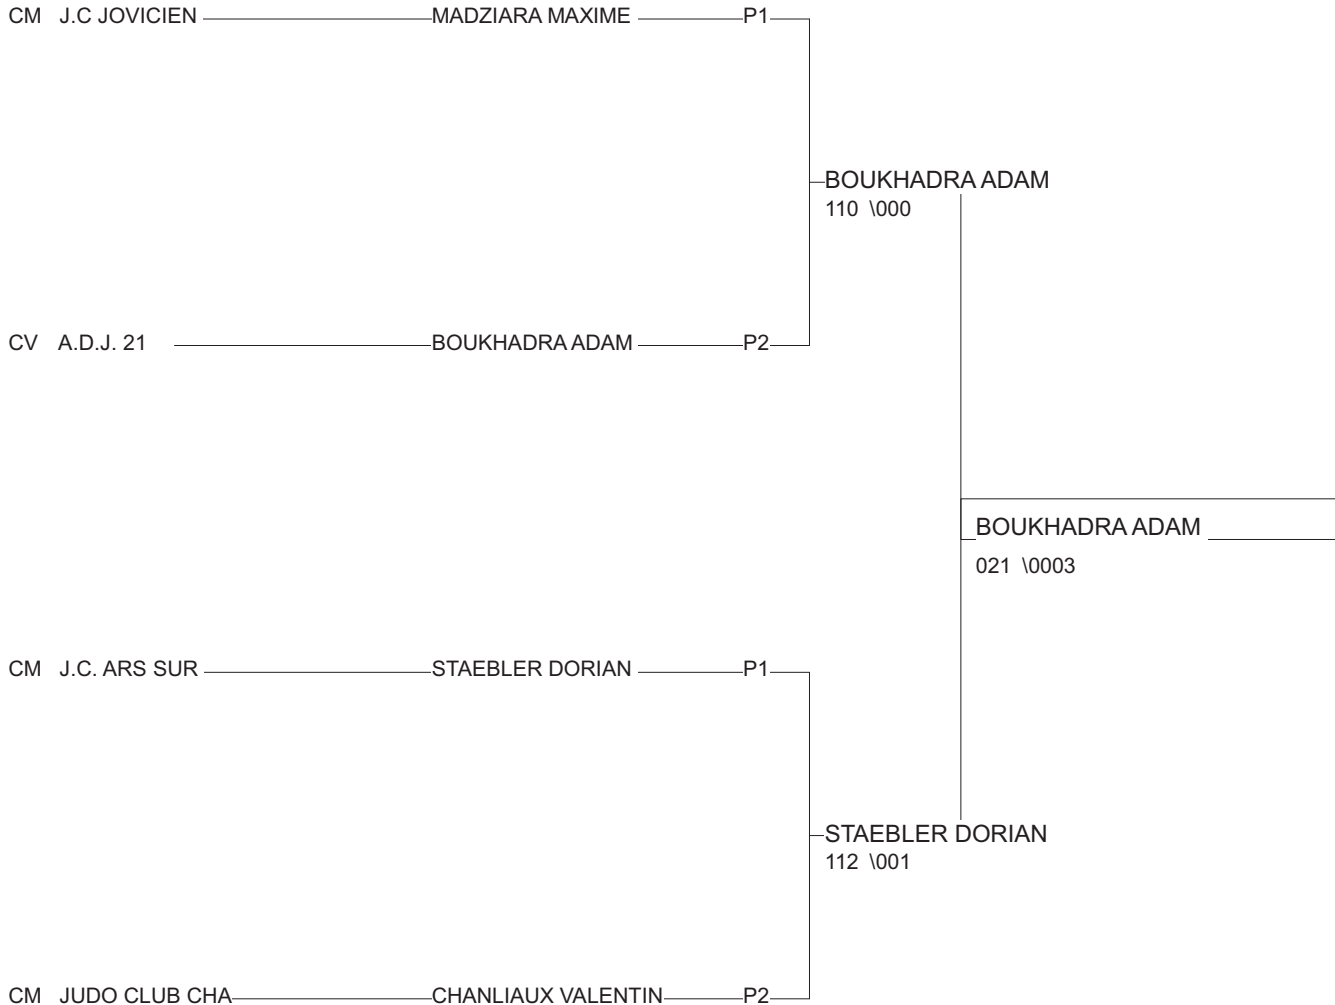 CM J.C JOVICIEN MADZIARA MAXIME P1
BOUKHADRA ADAM
110 \000
CV A.D.J. 21 BOUKHADRA ADAM P2
BOUKHADRA ADAM
021 \0003
CM J.C. ARS SUR STAEBLER DORIAN P1
STAEBLER DORIAN
112 \001
CM JUDO CLUB CHA CHANLIAUX VALENTIN P2